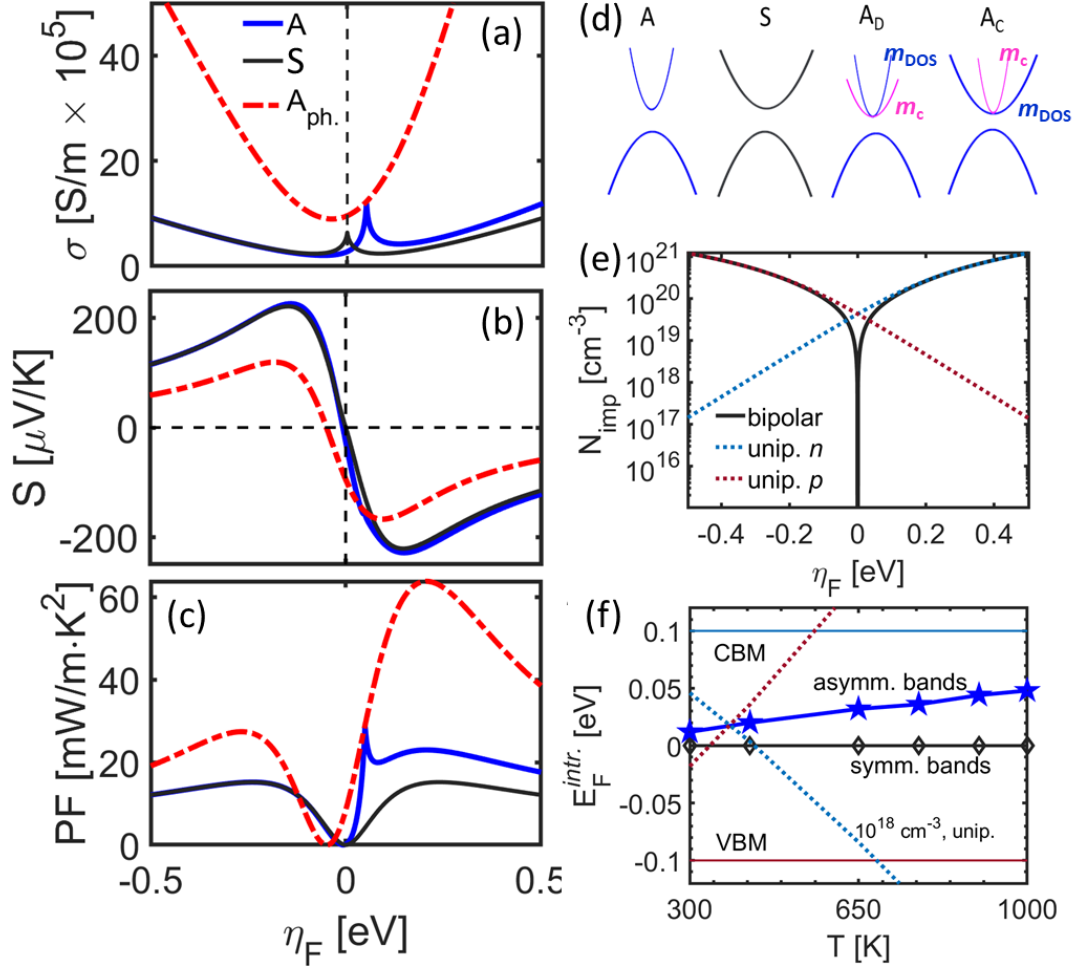 A
S
A_ph.
(a)
σ [S/m × 10^5]
40
20
0
(b)
S [μV/K]
200
0
-200
(c)
PF [mW/m·K^2]
60
40
20
0
-0.5
0
0.5
η_F [eV]
(d)
A
S
A_D
A_C
m_DOS
m_c
m_c
m_DOS
(e)
N_imp [cm^-3]
10^21
10^20
10^19
10^18
10^17
10^16
bipolar
unip. n
unip. p
-0.4
-0.2
0
0.2
0.4
η_F [eV]
(f)
E_F^intr. [eV]
0.1
0.05
0
-0.05
-0.1
CBM
asymm. bands
symm. bands
10^18 cm^-3, unip.
VBM
300
650
1000
T [K]